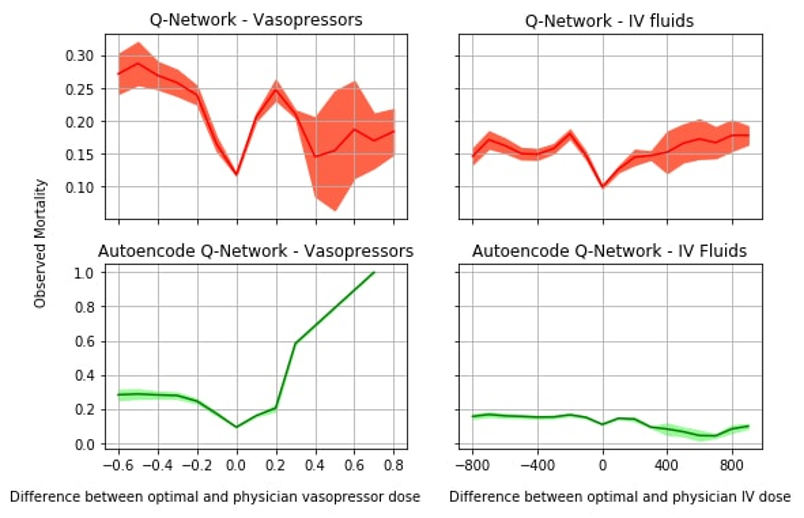 Q-Network - Vasopressors
Q-Network - IV fluids
0.30
0.25
0.20
0.15
0.10
Observed Mortality
Autoencode Q-Network - Vasopressors
Autoencode Q-Network - IV Fluids
1.0
0.8
0.6
0.4
0.2
0.0
−0.6 −0.4 −0.2 0.0 0.2 0.4 0.6 0.8
−800 −400 0 400 800
Difference between optimal and physician vasopressor dose
Difference between optimal and physician IV dose